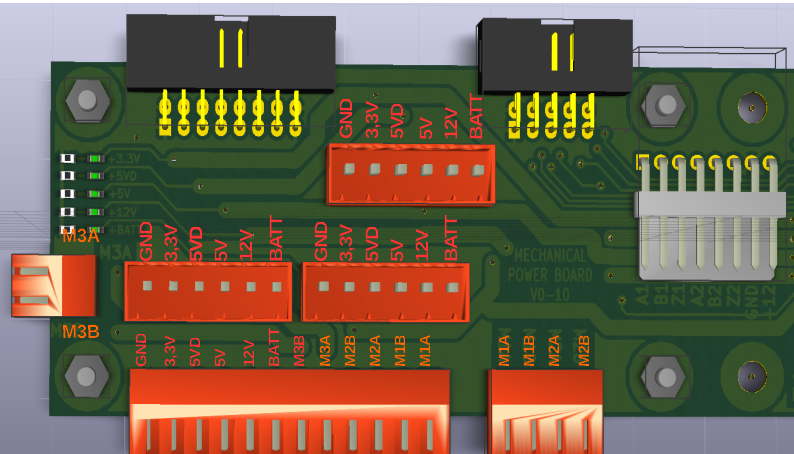 GND 3,3V 5VD 5V 12V BATT
+3.3V
+5VD
+5V
+12V
+BATT
M3A
M3A
GND 3,3V 5VD 5V 12V BATT
GND 3,3V 5VD 5V 12V BATT
MECHANICAL
POWER BOARD
V0-10
A1 B1 Z1 A2 B2 Z2 GND +12
M3B
GND 3,3V 5VD 5V 12V BATT M3B M3A M2B M2A M1B M1A
M1A M1B M2A M2B